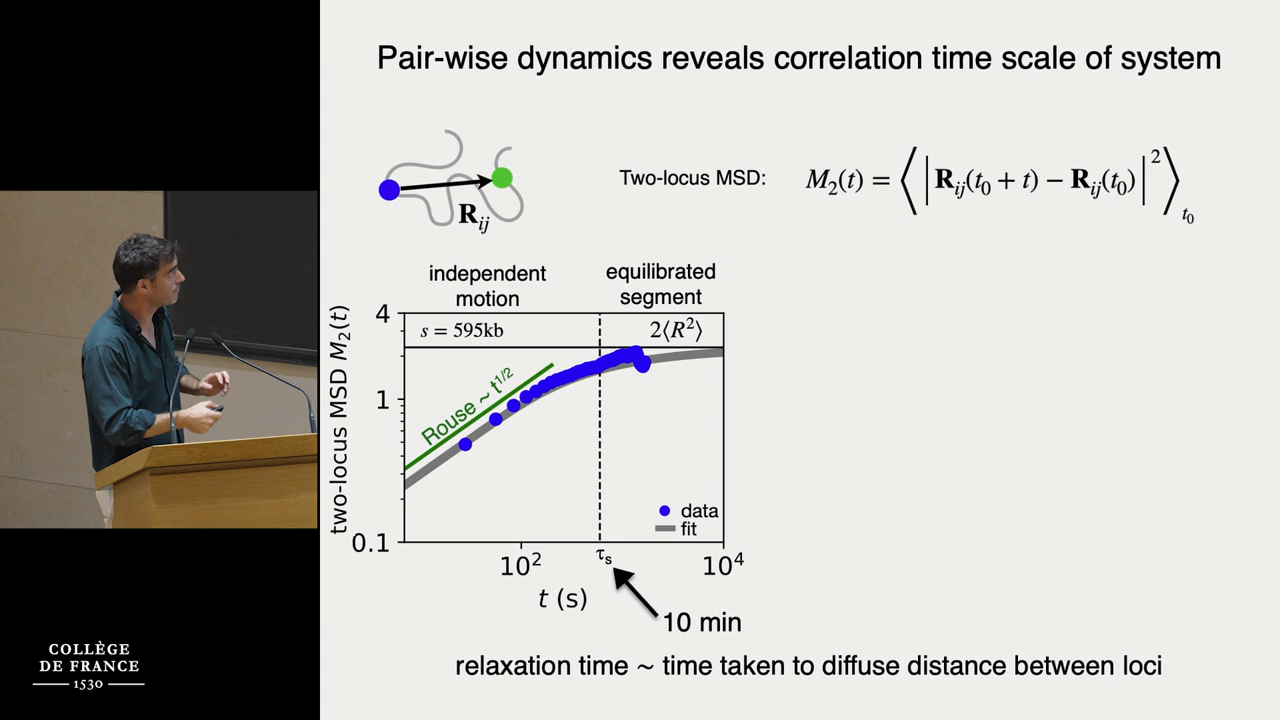 Pair-wise dynamics reveals correlation time scale of system
R_ij
Two-locus MSD: M_2(t) = ⟨|R_ij(t_0 + t) − R_ij(t_0)|^2⟩_{t_0}
independent motion
equilibrated segment
two-locus MSD M_2(t)
4
1
0.1
s = 595kb
2⟨R^2⟩
Rouse ~ t^{1/2}
data
fit
10^2
τ_s
10^4
t (s)
10 min
relaxation time ~ time taken to diffuse distance between loci
COLLÈGE
DE FRANCE
1530